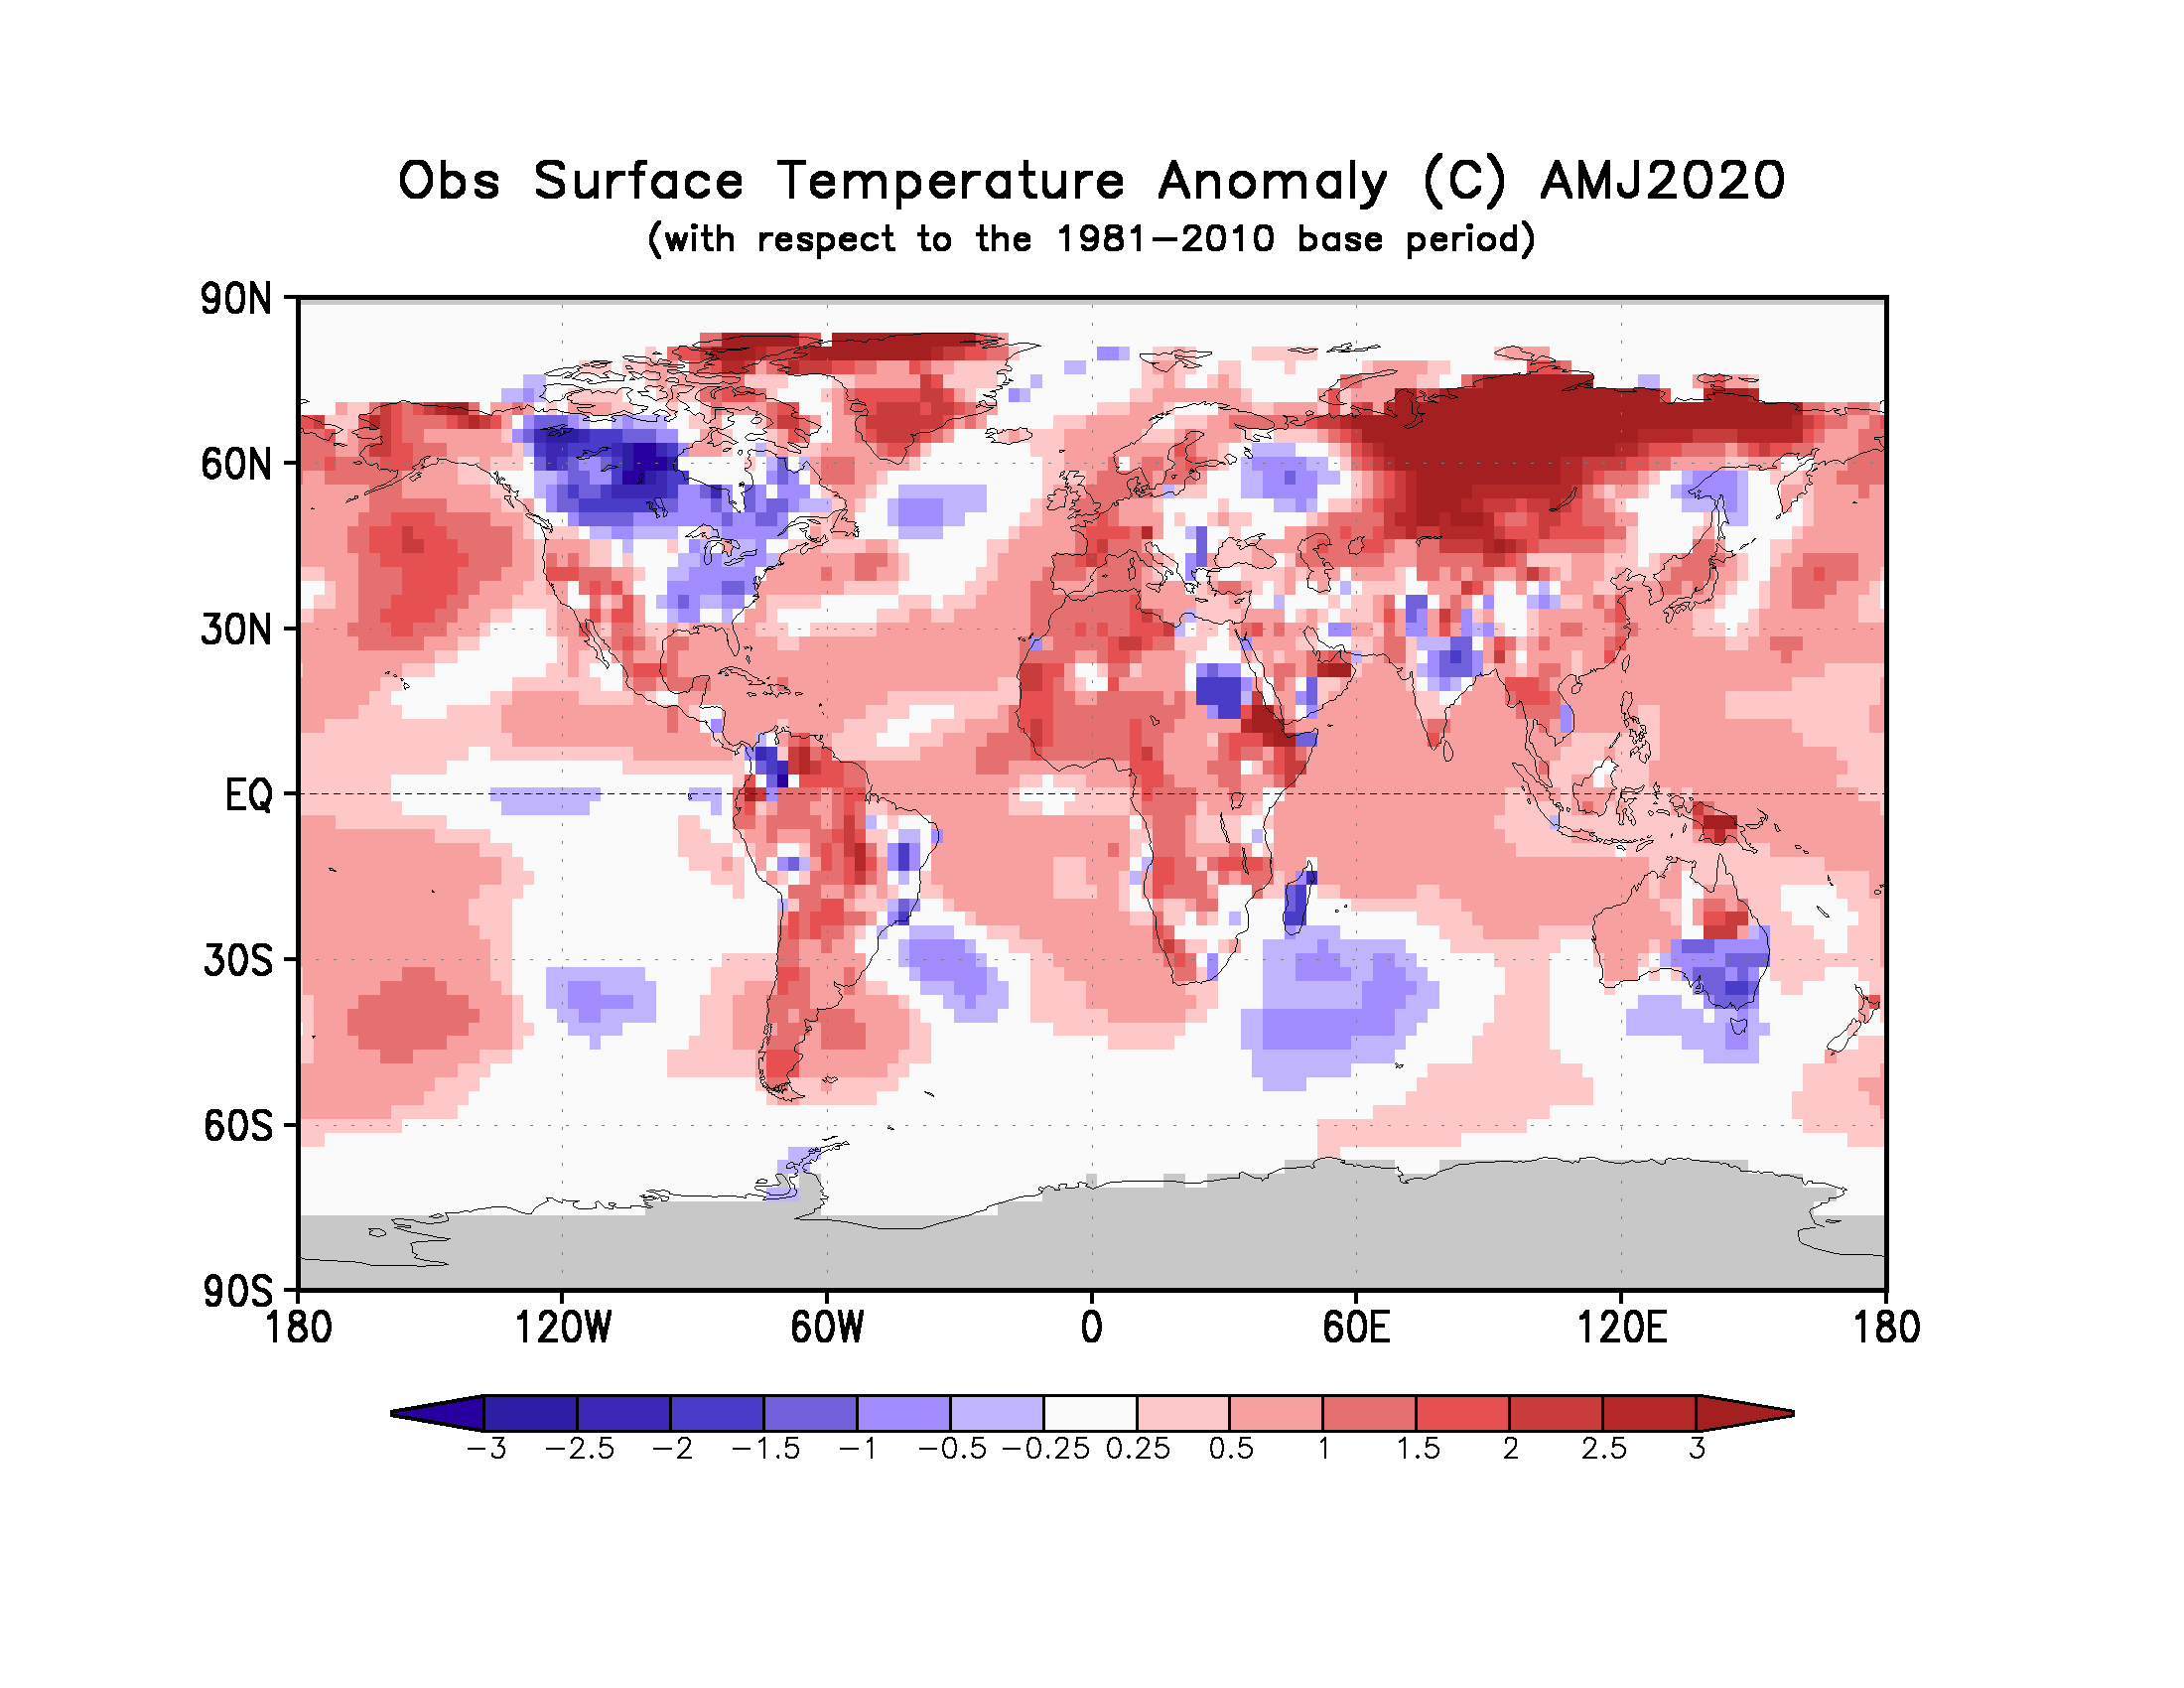 Obs Surface Temperature Anomaly (C) AMJ2020
(with respect to the 1981-2010 base period)
90N
60N
30N
EQ
30S
60S
90S
180 120W 60W 0 60E 120E 180
-3 -2.5 -2 -1.5 -1 -0.5 -0.25 0.25 0.5 1 1.5 2 2.5 3